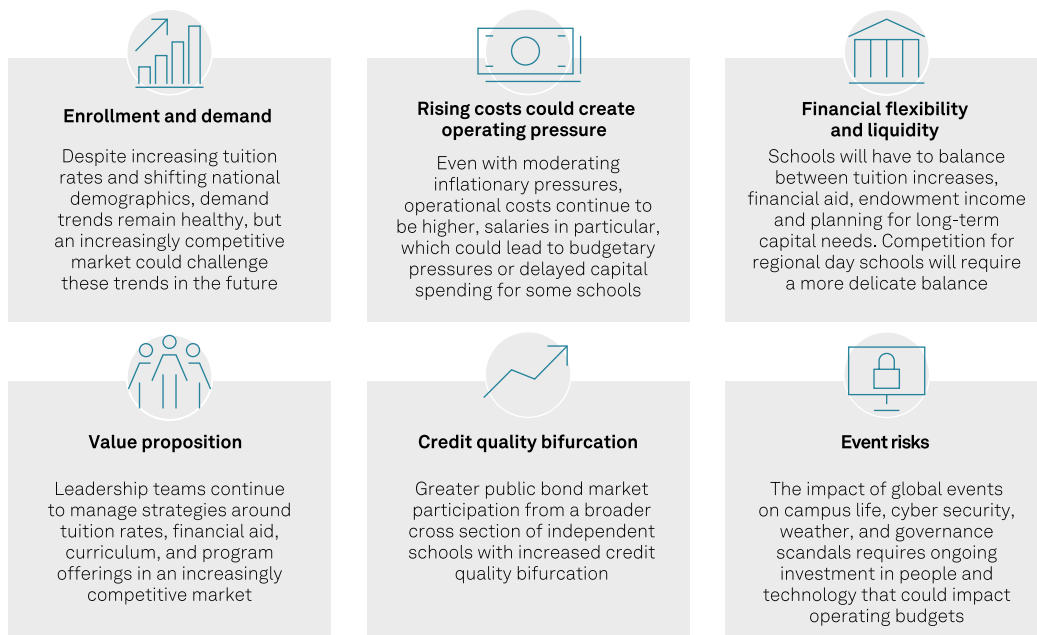 Enrollment and demand
Despite increasing tuition
rates and shifting national
demographics, demand
trends remain healthy, but
an increasingly competitive
market could challenge
these trends in the future
Rising costs could create
operating pressure
Even with moderating
inflationary pressures,
operational costs continue to
be higher, salaries in particular,
which could lead to budgetary
pressures or delayed capital
spending for some schools
Financial flexibility
and liquidity
Schools will have to balance
between tuition increases,
financial aid, endowment income
and planning for long-term
capital needs. Competition for
regional day schools will require
a more delicate balance
Value proposition
Leadership teams continue
to manage strategies around
tuition rates, financial aid,
curriculum, and program
offerings in an increasingly
competitive market
Credit quality bifurcation
Greater public bond market
participation from a broader
cross section of independent
schools with increased credit
quality bifurcation
Event risks
The impact of global events
on campus life, cyber security,
weather, and governance
scandals requires ongoing
investment in people and
technology that could impact
operating budgets